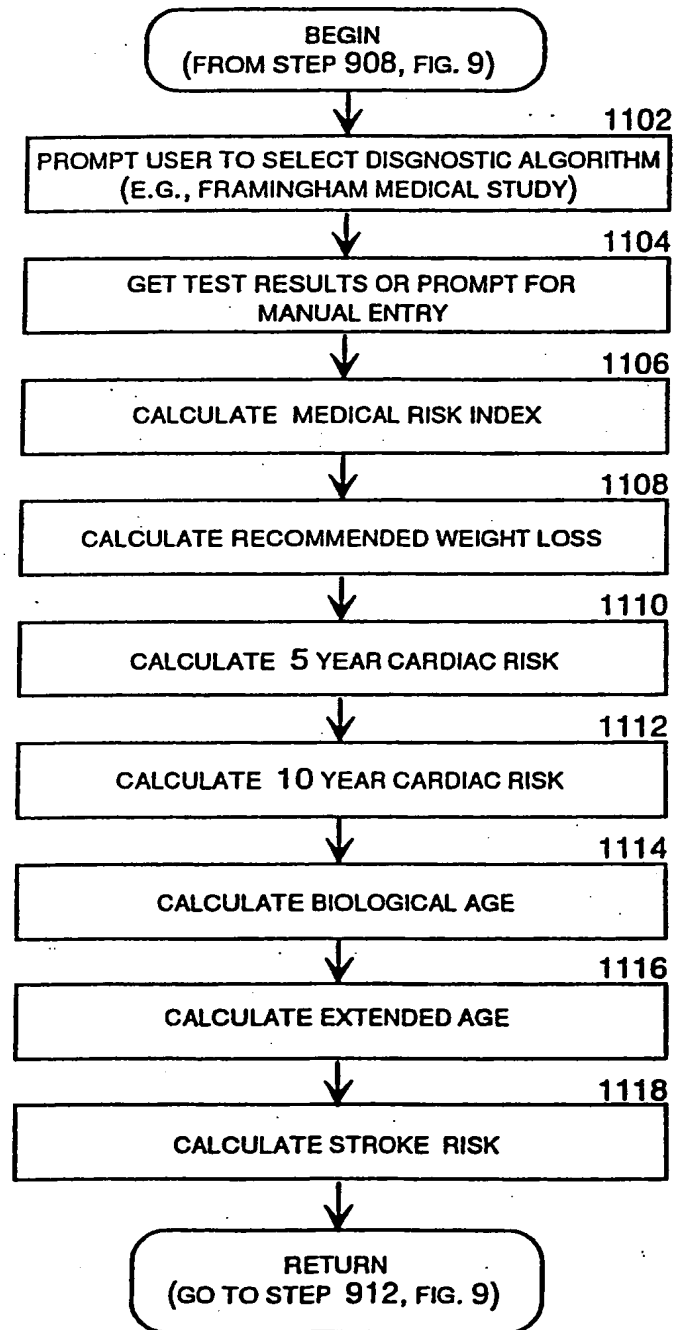 BEGIN
(FROM STEP 908, FIG. 9)
1102
PROMPT USER TO SELECT DISGNOSTIC ALGORITHM
(E.G., FRAMINGHAM MEDICAL STUDY)
1104
GET TEST RESULTS OR PROMPT FOR
MANUAL ENTRY
1106
CALCULATE MEDICAL RISK INDEX
1108
CALCULATE RECOMMENDED WEIGHT LOSS
1110
CALCULATE 5 YEAR CARDIAC RISK
1112
CALCULATE 10 YEAR CARDIAC RISK
1114
CALCULATE BIOLOGICAL AGE
1116
CALCULATE EXTENDED AGE
1118
CALCULATE STROKE RISK
RETURN
(GO TO STEP 912, FIG. 9)